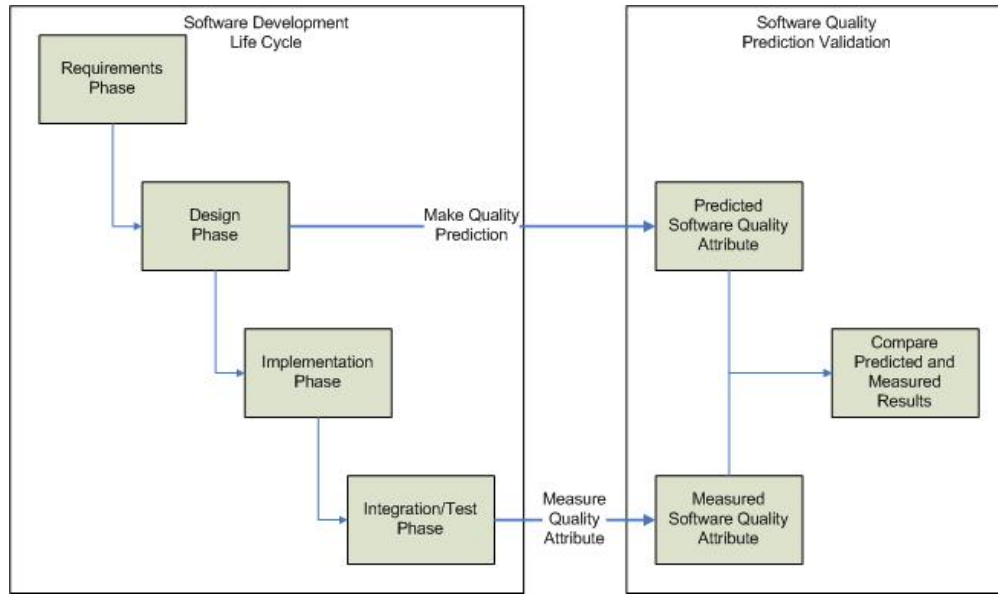 Software Development
Life Cycle
Requirements
Phase
Design
Phase
Implementation
Phase
Integration/Test
Phase
Make Quality
Prediction
Measure
Quality
Attribute
Software Quality
Prediction Validation
Predicted
Software Quality
Attribute
Compare
Predicted and
Measured
Results
Measured
Software Quality
Attribute